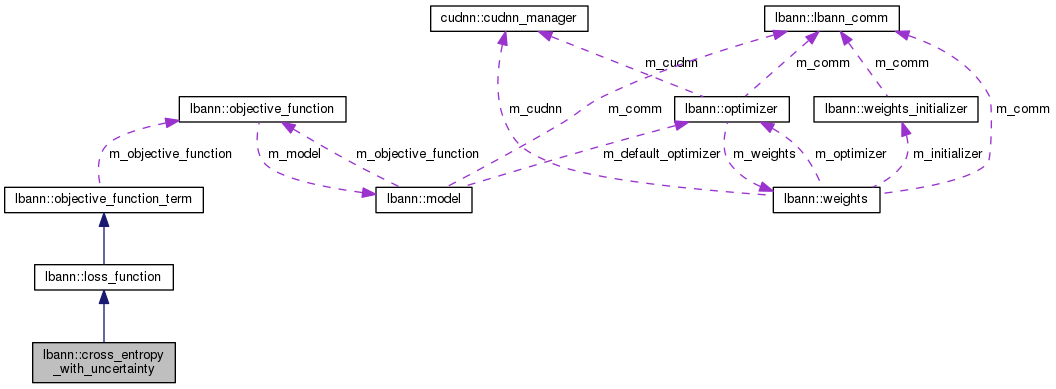 cudnn::cudnn_manager
lbann::lbann_comm
m_cudnn
m_comm
m_comm
lbann::objective_function
m_cudnn
m_comm
lbann::optimizer
lbann::weights_initializer
m_comm
m_objective_function
m_model
m_objective_function
m_default_optimizer
m_weights
m_optimizer
m_initializer
lbann::objective_function_term
lbann::model
lbann::weights
lbann::loss_function
lbann::cross_entropy
_with_uncertainty